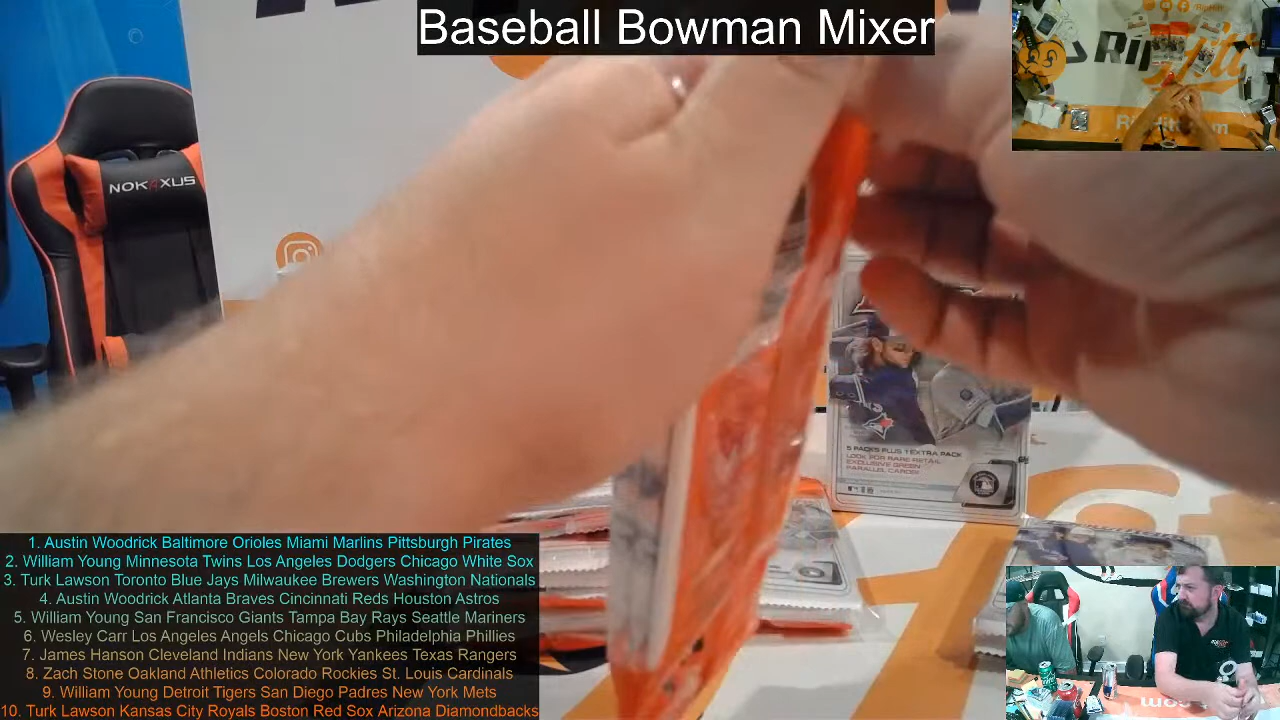 Baseball Bowman Mixer
NOKAXUS
5 PACKS PLUS 1 EXTRA PACK
LOOK FOR RARE RETAIL
EXCLUSIVE GREEN
PARALLEL CARDS!
1. Austin Woodrick Baltimore Orioles Miami Marlins Pittsburgh Pirates
2. William Young Minnesota Twins Los Angeles Dodgers Chicago White Sox
3. Turk Lawson Toronto Blue Jays Milwaukee Brewers Washington Nationals
4. Austin Woodrick Atlanta Braves Cincinnati Reds Houston Astros
5. William Young San Francisco Giants Tampa Bay Rays Seattle Mariners
6. Wesley Carr Los Angeles Angels Chicago Cubs Philadelphia Phillies
7. James Hanson Cleveland Indians New York Yankees Texas Rangers
8. Zach Stone Oakland Athletics Colorado Rockies St. Louis Cardinals
9. William Young Detroit Tigers San Diego Padres New York Mets
10. Turk Lawson Kansas City Royals Boston Red Sox Arizona Diamondbacks